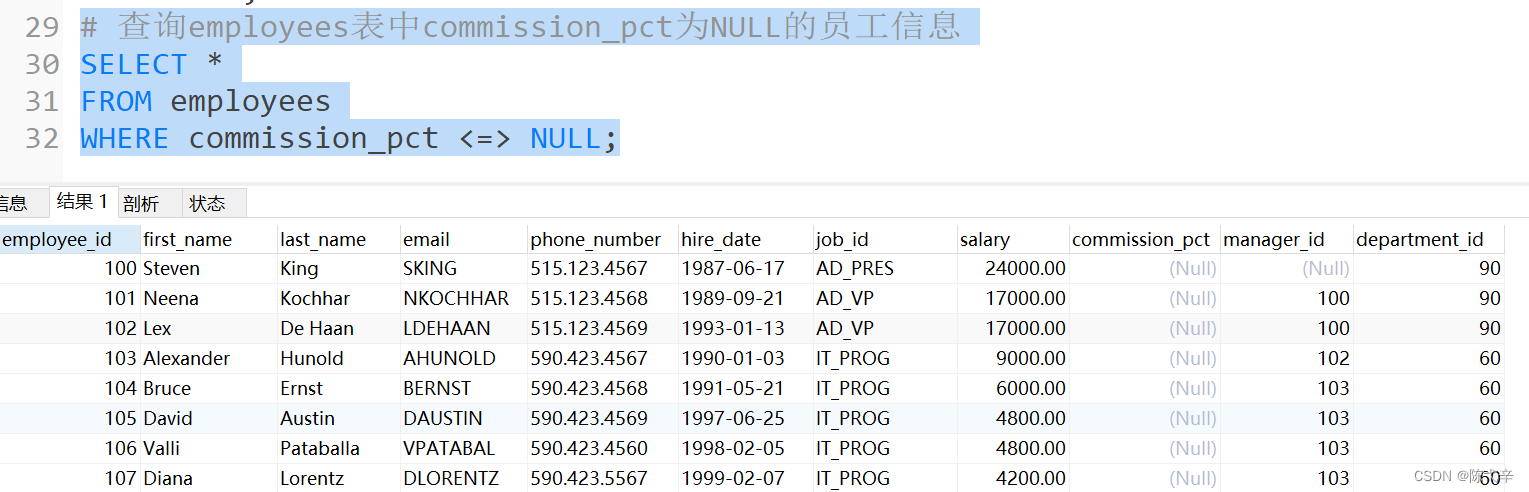 29 # 查询employees表中commission_pct为NULL的员工信息
30 SELECT *
31 FROM employees
32 WHERE commission_pct <=> NULL;
信息 结果 1 剖析 状态
employee_id first_name last_name email phone_number hire_date job_id salary commission_pct manager_id department_id
100 Steven King SKING 515.123.4567 1987-06-17 AD_PRES 24000.00 (Null) (Null) 90
101 Neena Kochhar NKOCHHAR 515.123.4568 1989-09-21 AD_VP 17000.00 (Null) 100 90
102 Lex De Haan LDEHAAN 515.123.4569 1993-01-13 AD_VP 17000.00 (Null) 100 90
103 Alexander Hunold AHUNOLD 590.423.4567 1990-01-03 IT_PROG 9000.00 (Null) 102 60
104 Bruce Ernst BERNST 590.423.4568 1991-05-21 IT_PROG 6000.00 (Null) 103 60
105 David Austin DAUSTIN 590.423.4569 1997-06-25 IT_PROG 4800.00 (Null) 103 60
106 Valli Pataballa VPATABAL 590.423.4560 1998-02-05 IT_PROG 4800.00 (Null) 103 60
107 Diana Lorentz DLORENTZ 590.423.5567 1999-02-07 IT_PROG 4200.00 (Null) 103 60
CSDN @陈